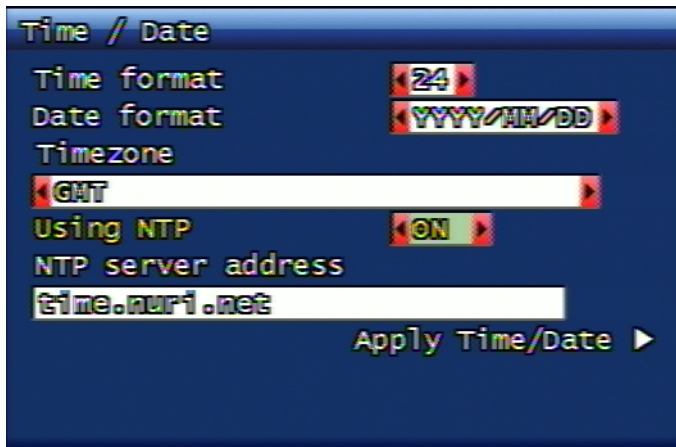 Time / Date
Time format 24
Date format YYYY/MM/DD
Timezone
GMT
Using NTP ON
NTP server address
time.nuri.net
Apply Time/Date